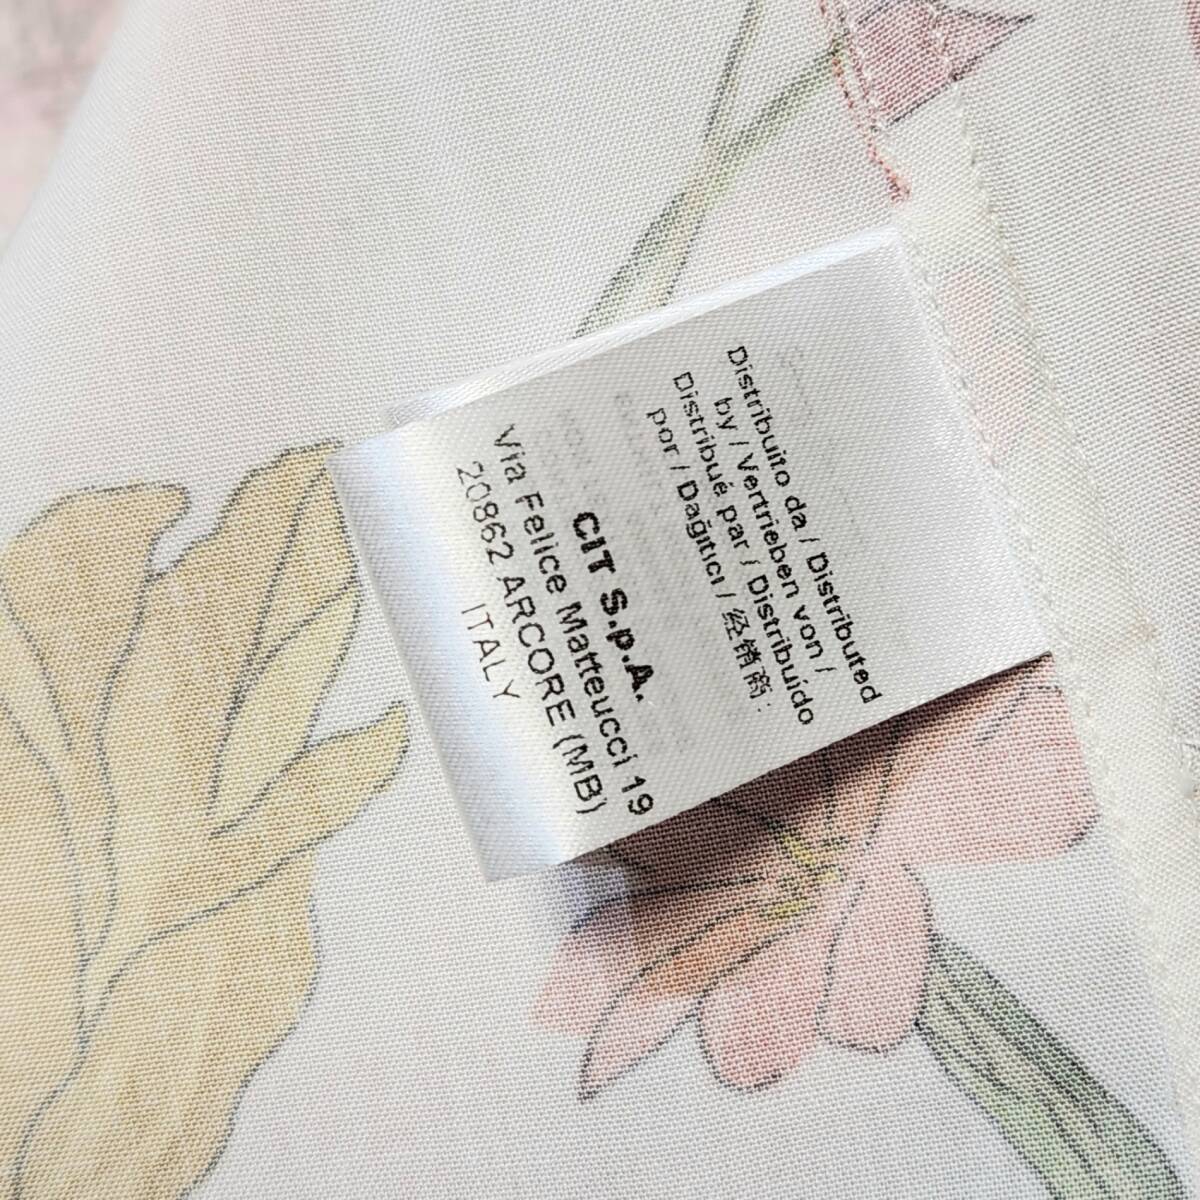 Distribuito da / Distributed
by / Vertrieben von /
Distribué par / Distribuido
por / Dağıtıcı / 经销商:
CIT S.p.A.
Via Felice Matteucci 19
20862 ARCORE (MB)
ITALY